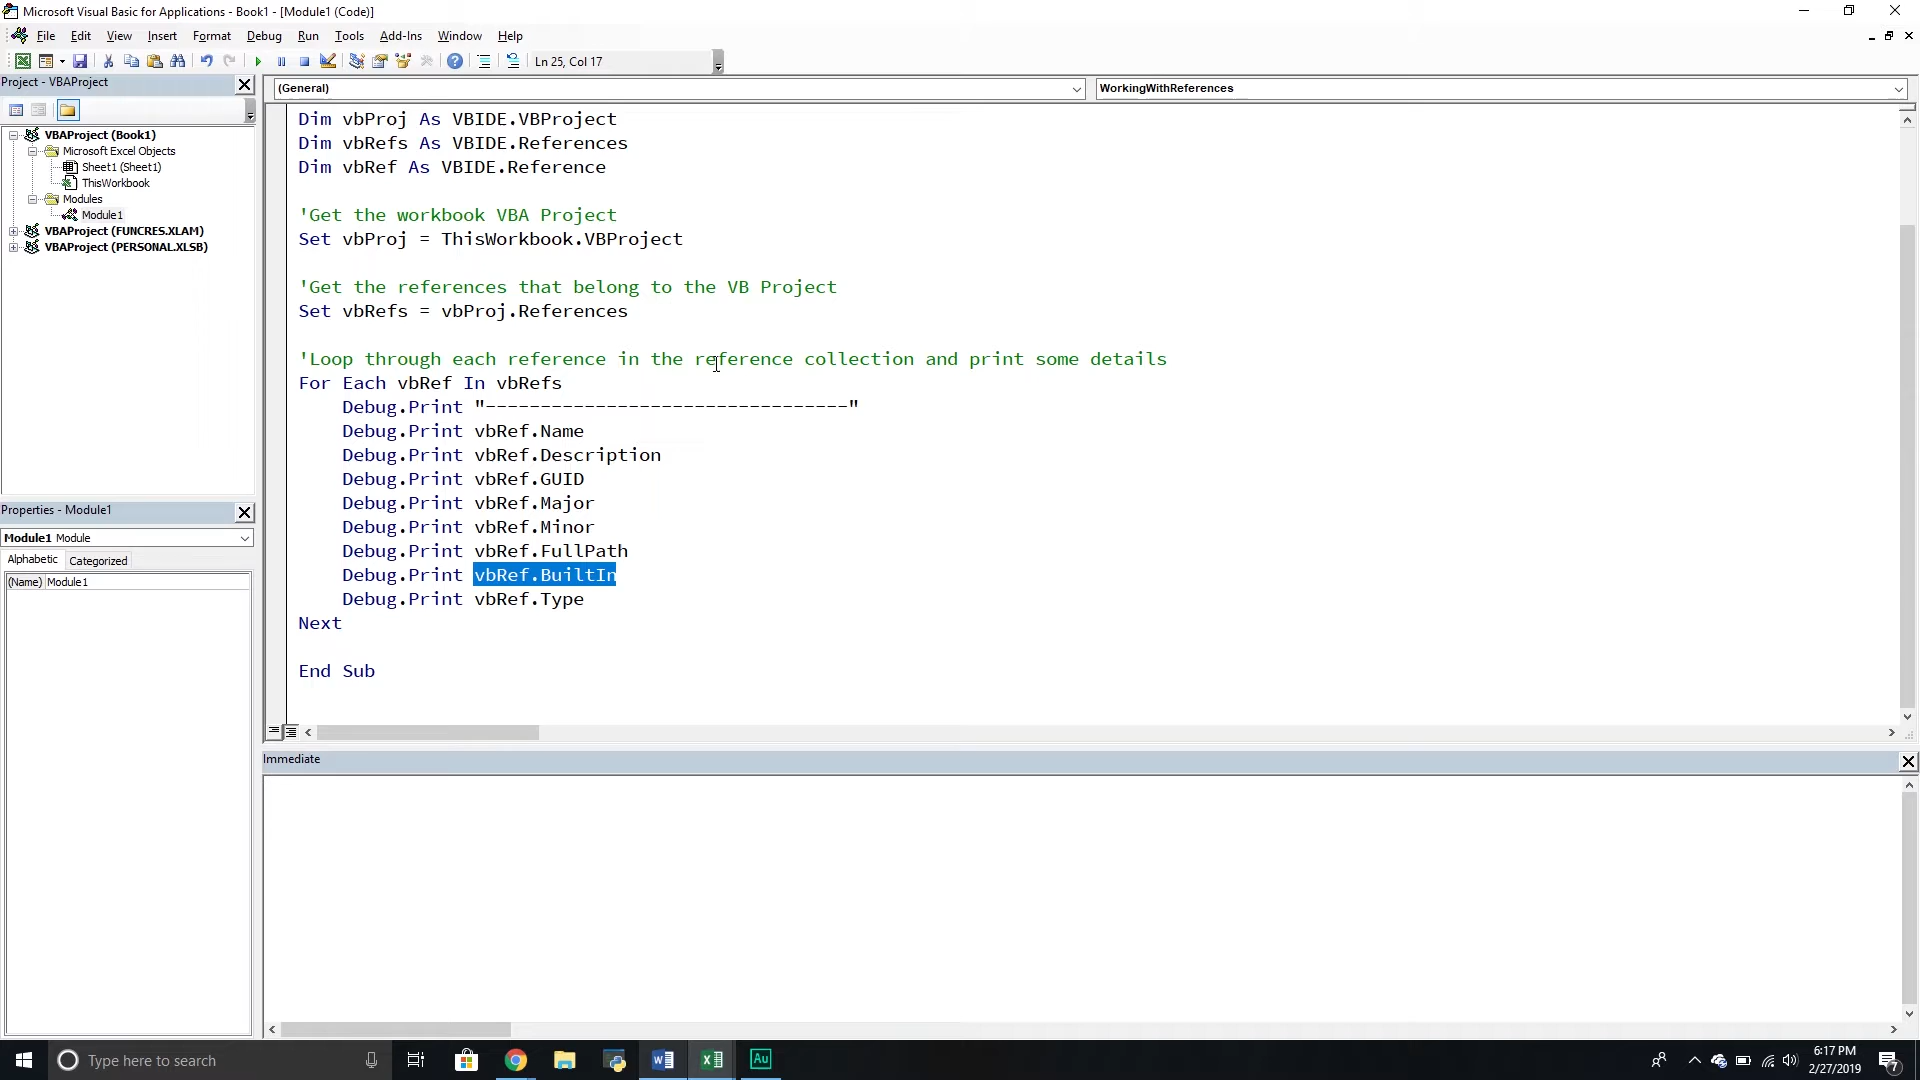 Microsoft Visual Basic for Applications - Book1 - [Module1 (Code)]
File Edit View Insert Format Debug Run Tools Add-Ins Window Help
Ln 25, Col 17
Project - VBAProject
(General)
WorkingWithReferences
VBAProject (Book1)
Microsoft Excel Objects
Sheet1 (Sheet1)
ThisWorkbook
Modules
Module1
VBAProject (FUNCRES.XLAM)
VBAProject (PERSONAL.XLSB)
Dim vbProj As VBIDE.VBProject
Dim vbRefs As VBIDE.References
Dim vbRef As VBIDE.Reference
'Get the workbook VBA Project
Set vbProj = ThisWorkbook.VBProject
'Get the references that belong to the VB Project
Set vbRefs = vbProj.References
'Loop through each reference in the reference collection and print some details
For Each vbRef In vbRefs
Debug.Print "---------------------------------"
Debug.Print vbRef.Name
Debug.Print vbRef.Description
Debug.Print vbRef.GUID
Debug.Print vbRef.Major
Debug.Print vbRef.Minor
Debug.Print vbRef.FullPath
Debug.Print vbRef.BuiltIn
Debug.Print vbRef.Type
Next
End Sub
Properties - Module1
Module1 Module
Alphabetic Categorized
(Name) Module1
Immediate
Type here to search
Au
6:17 PM
2/27/2019
7